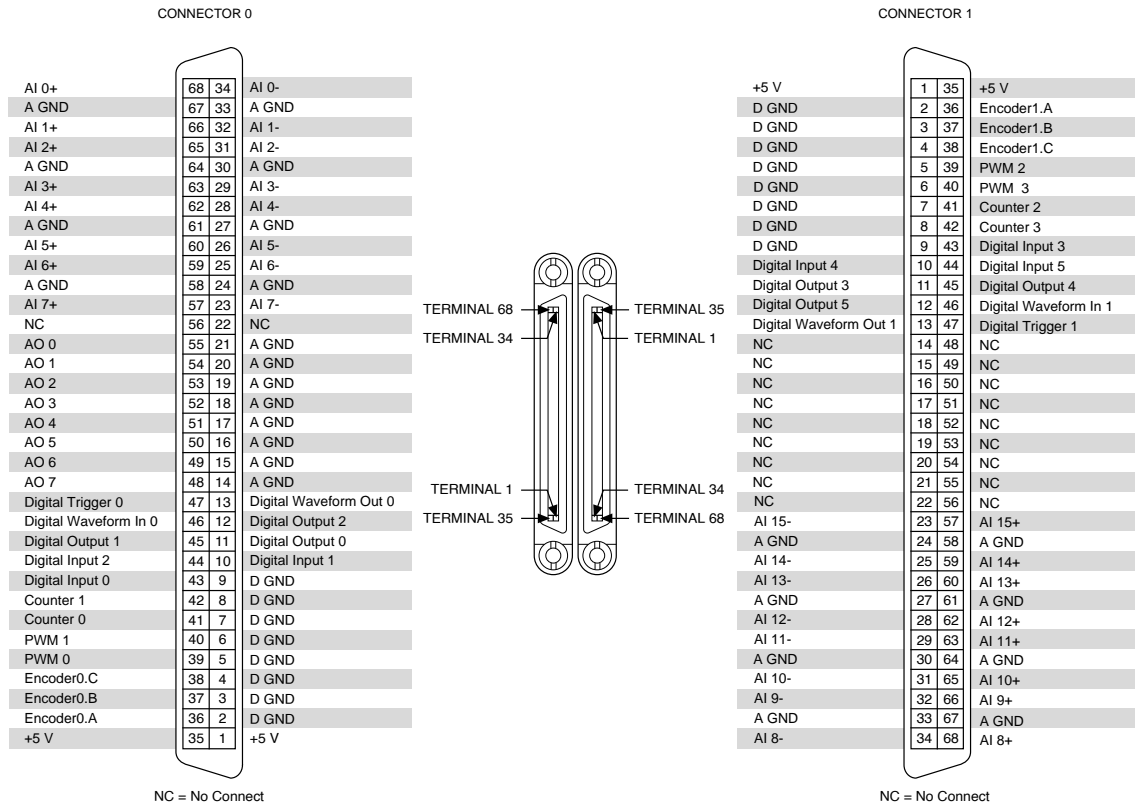 CONNECTOR 0
AI 0+ 68 34 AI 0-
A GND 67 33 A GND
AI 1+ 66 32 AI 1-
AI 2+ 65 31 AI 2-
A GND 64 30 A GND
AI 3+ 63 29 AI 3-
AI 4+ 62 28 AI 4-
A GND 61 27 A GND
AI 5+ 60 26 AI 5-
AI 6+ 59 25 AI 6-
A GND 58 24 A GND
AI 7+ 57 23 AI 7-
NC 56 22 NC
AO 0 55 21 A GND
AO 1 54 20 A GND
AO 2 53 19 A GND
AO 3 52 18 A GND
AO 4 51 17 A GND
AO 5 50 16 A GND
AO 6 49 15 A GND
AO 7 48 14 A GND
Digital Trigger 0 47 13 Digital Waveform Out 0
Digital Waveform In 0 46 12 Digital Output 2
Digital Output 1 45 11 Digital Output 0
Digital Input 2 44 10 Digital Input 1
Digital Input 0 43 9 D GND
Counter 1 42 8 D GND
Counter 0 41 7 D GND
PWM 1 40 6 D GND
PWM 0 39 5 D GND
Encoder0.C 38 4 D GND
Encoder0.B 37 3 D GND
Encoder0.A 36 2 D GND
+5 V 35 1 +5 V
NC = No Connect
TERMINAL 68
TERMINAL 34
TERMINAL 35
TERMINAL 1
TERMINAL 1
TERMINAL 35
TERMINAL 34
TERMINAL 68
CONNECTOR 1
+5 V 1 35 +5 V
D GND 2 36 Encoder1.A
D GND 3 37 Encoder1.B
D GND 4 38 Encoder1.C
D GND 5 39 PWM 2
D GND 6 40 PWM 3
D GND 7 41 Counter 2
D GND 8 42 Counter 3
D GND 9 43 Digital Input 3
Digital Input 4 10 44 Digital Input 5
Digital Output 3 11 45 Digital Output 4
Digital Output 5 12 46 Digital Waveform In 1
Digital Waveform Out 1 13 47 Digital Trigger 1
NC 14 48 NC
NC 15 49 NC
NC 16 50 NC
NC 17 51 NC
NC 18 52 NC
NC 19 53 NC
NC 20 54 NC
NC 21 55 NC
NC 22 56 NC
AI 15- 23 57 AI 15+
A GND 24 58 A GND
AI 14- 25 59 AI 14+
AI 13- 26 60 AI 13+
A GND 27 61 A GND
AI 12- 28 62 AI 12+
AI 11- 29 63 AI 11+
A GND 30 64 A GND
AI 10- 31 65 AI 10+
AI 9- 32 66 AI 9+
A GND 33 67 A GND
AI 8- 34 68 AI 8+
NC = No Connect